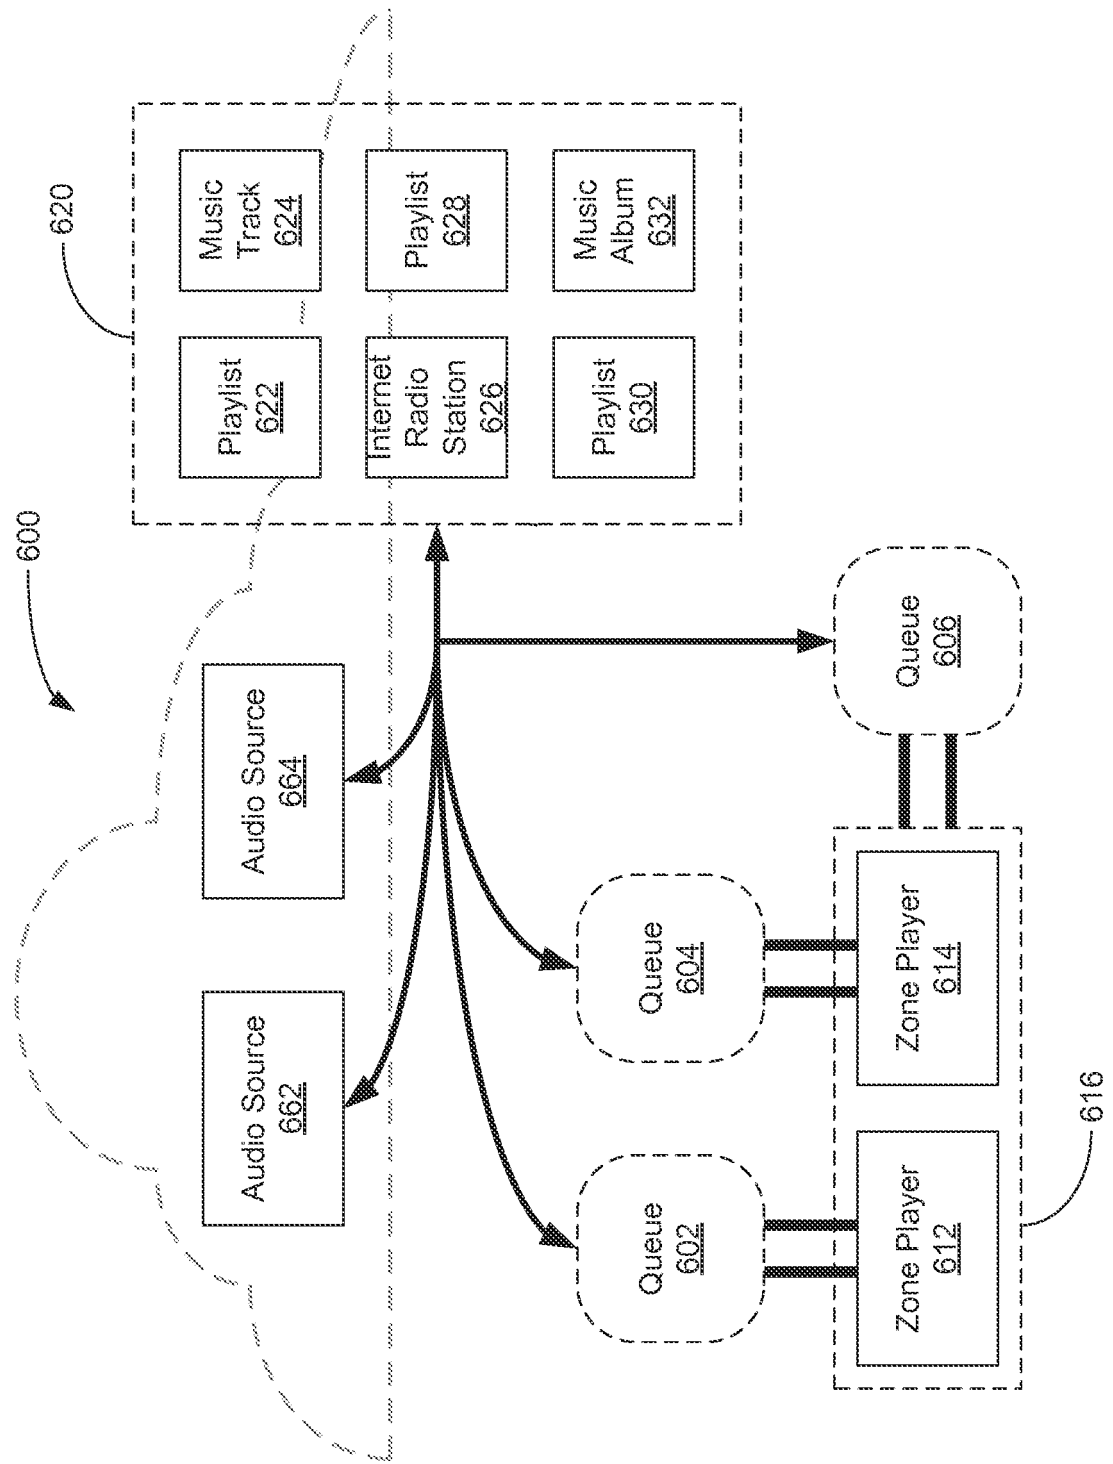 600
620
Audio Source
662
Audio Source
664
Playlist
622
Music
Track
624
Internet
Radio
Station
626
Playlist
628
Playlist
630
Music
Album
632
Queue
602
Queue
604
Queue
606
Zone Player
612
Zone Player
614
616